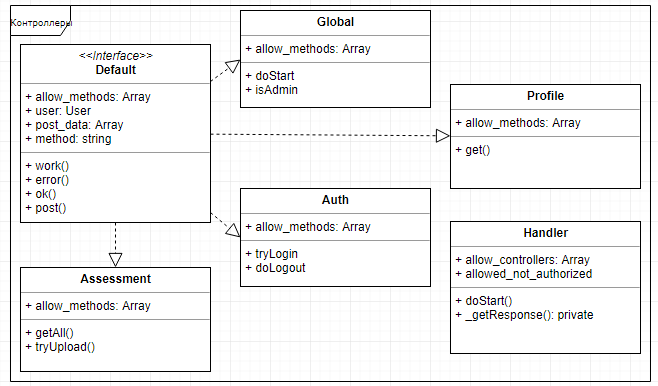 Контроллеры
<<Interface>>
Default
+ allow_methods: Array
+ user: User
+ post_data: Array
+ method: string
+ work()
+ error()
+ ok()
+ post()
Global
+ allow_methods: Array
+ doStart
+ isAdmin
Profile
+ allow_methods: Array
+ get()
Auth
+ allow_methods: Array
+ tryLogin
+ doLogout
Handler
+ allow_controllers: Array
+ allowed_not_authorized
+ doStart()
+ _getResponse(): private
Assessment
+ allow_methods: Array
+ getAll()
+ tryUpload()